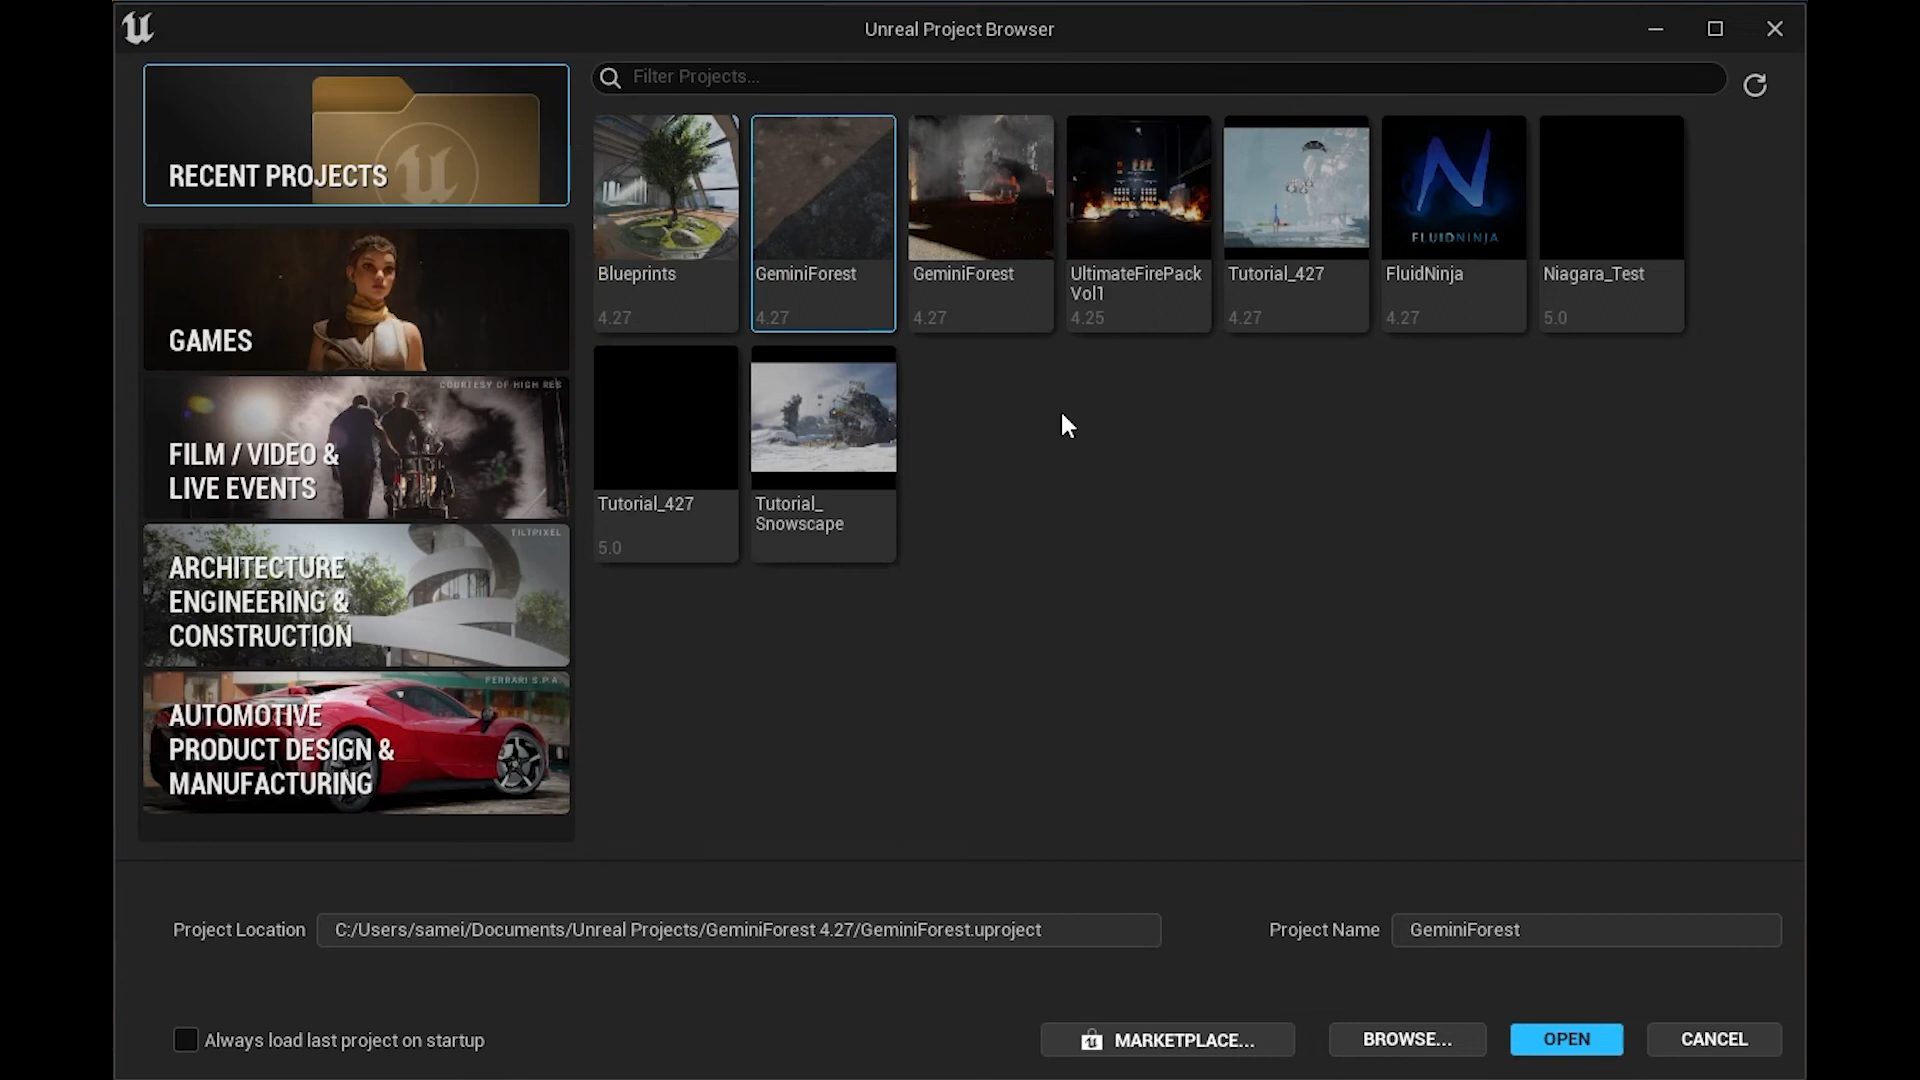 Unreal Project Browser
RECENT PROJECTS
Filter Projects...
GAMES
COURTESY OF HIGH RES
FILM / VIDEO &
LIVE EVENTS
TILTPIXEL
ARCHITECTURE
ENGINEERING &
CONSTRUCTION
FERRARI S.P.A
AUTOMOTIVE
PRODUCT DESIGN &
MANUFACTURING
Blueprints
4.27
GeminiForest
4.27
GeminiForest
4.27
UltimateFirePack
Vol1
4.25
Tutorial_427
4.27
N
FLUIDNINJA
FluidNinja
4.27
Niagara_Test
5.0
Tutorial_427
5.0
Tutorial_
Snowscape
Project Location
C:/Users/samei/Documents/Unreal Projects/GeminiForest 4.27/GeminiForest.uproject
Project Name
GeminiForest
Always load last project on startup
MARKETPLACE...
BROWSE...
OPEN
CANCEL